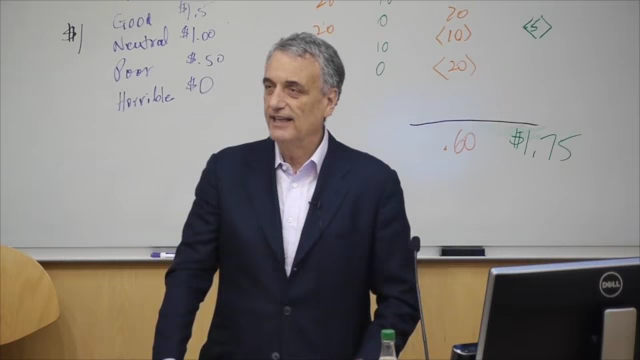 Good $1.5 20 10 20
$1 Neutral $1.00 20 10 <10> <5>
Poor $.50 0 <20>
Horrible $0
.60 $1.75
DELL